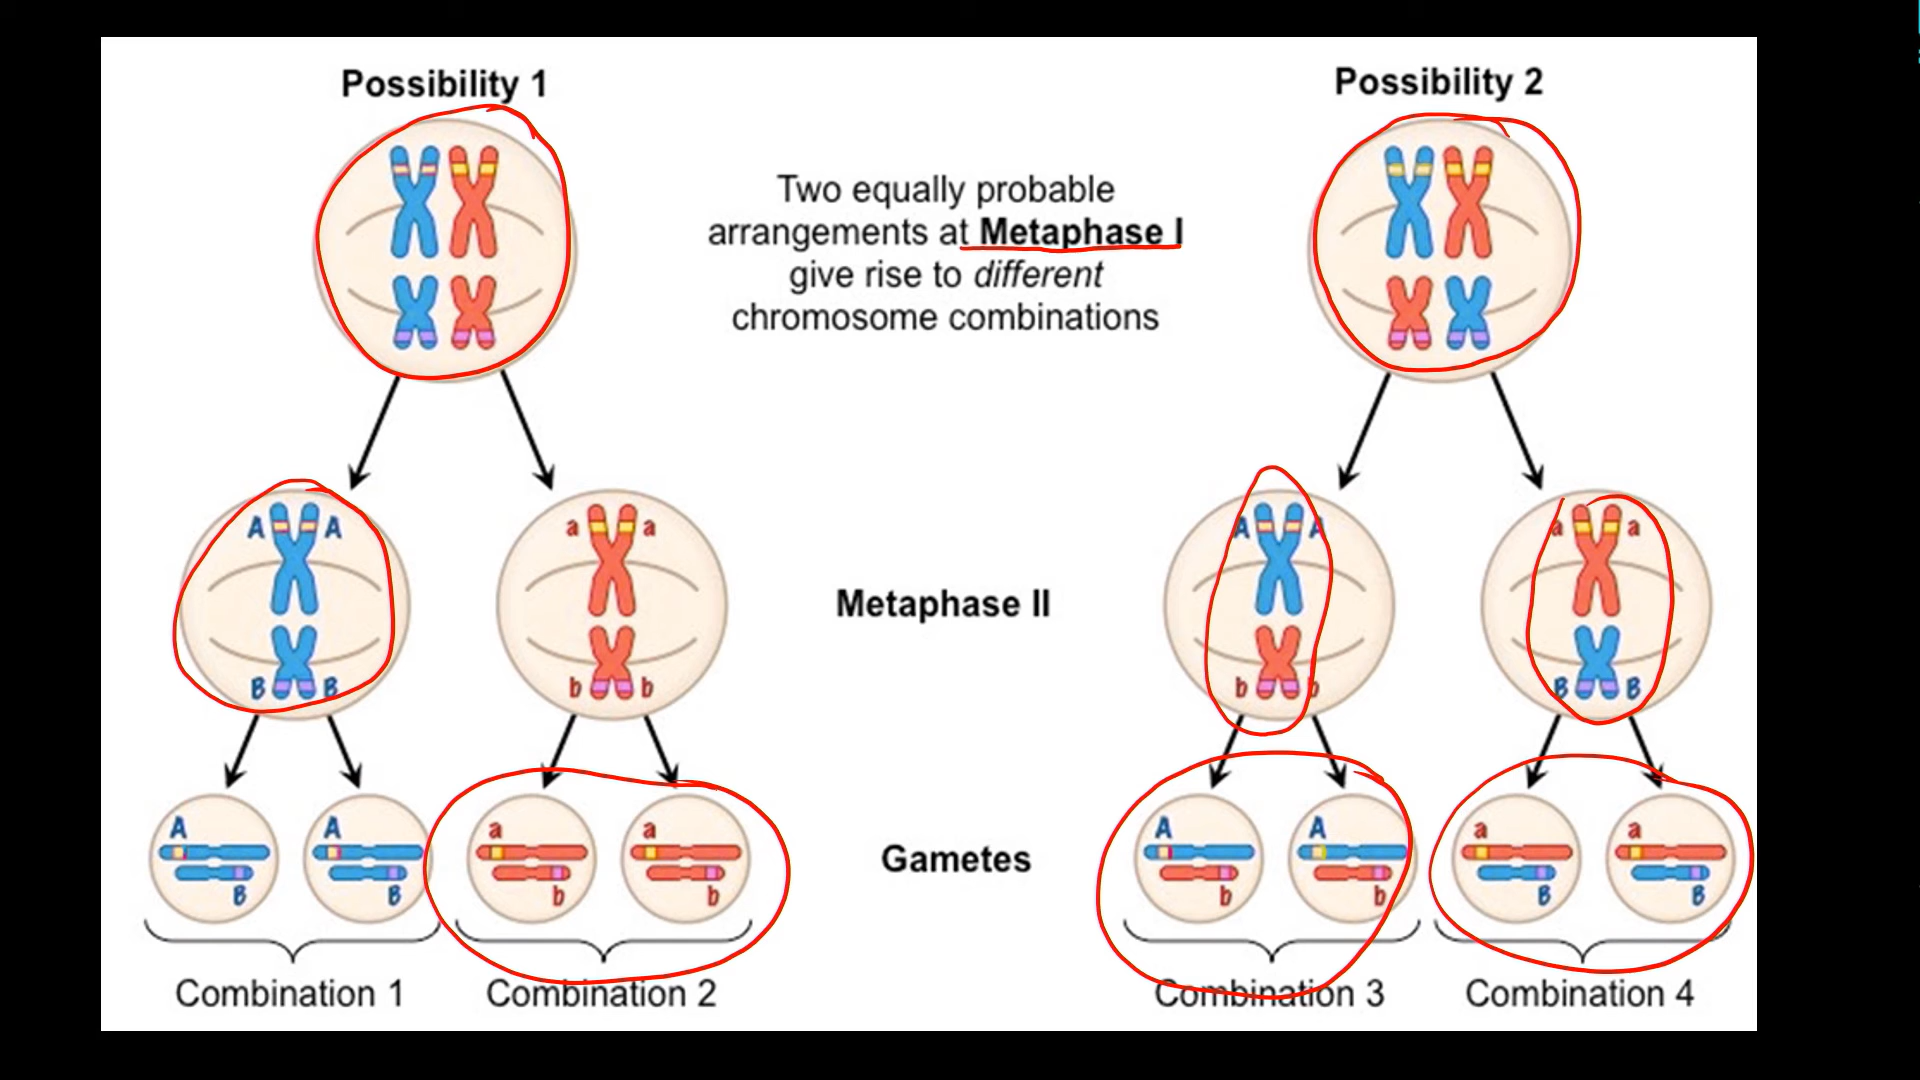 Possibility 1
Possibility 2
Two equally probable
arrangements at Metaphase I
give rise to different
chromosome combinations
A A
a a
A A
a a
Metaphase II
B B
b b
b b
B B
A A
a a
A A
a a
Gametes
B B
b b
b b
B B
Combination 1
Combination 2
Combination 3
Combination 4